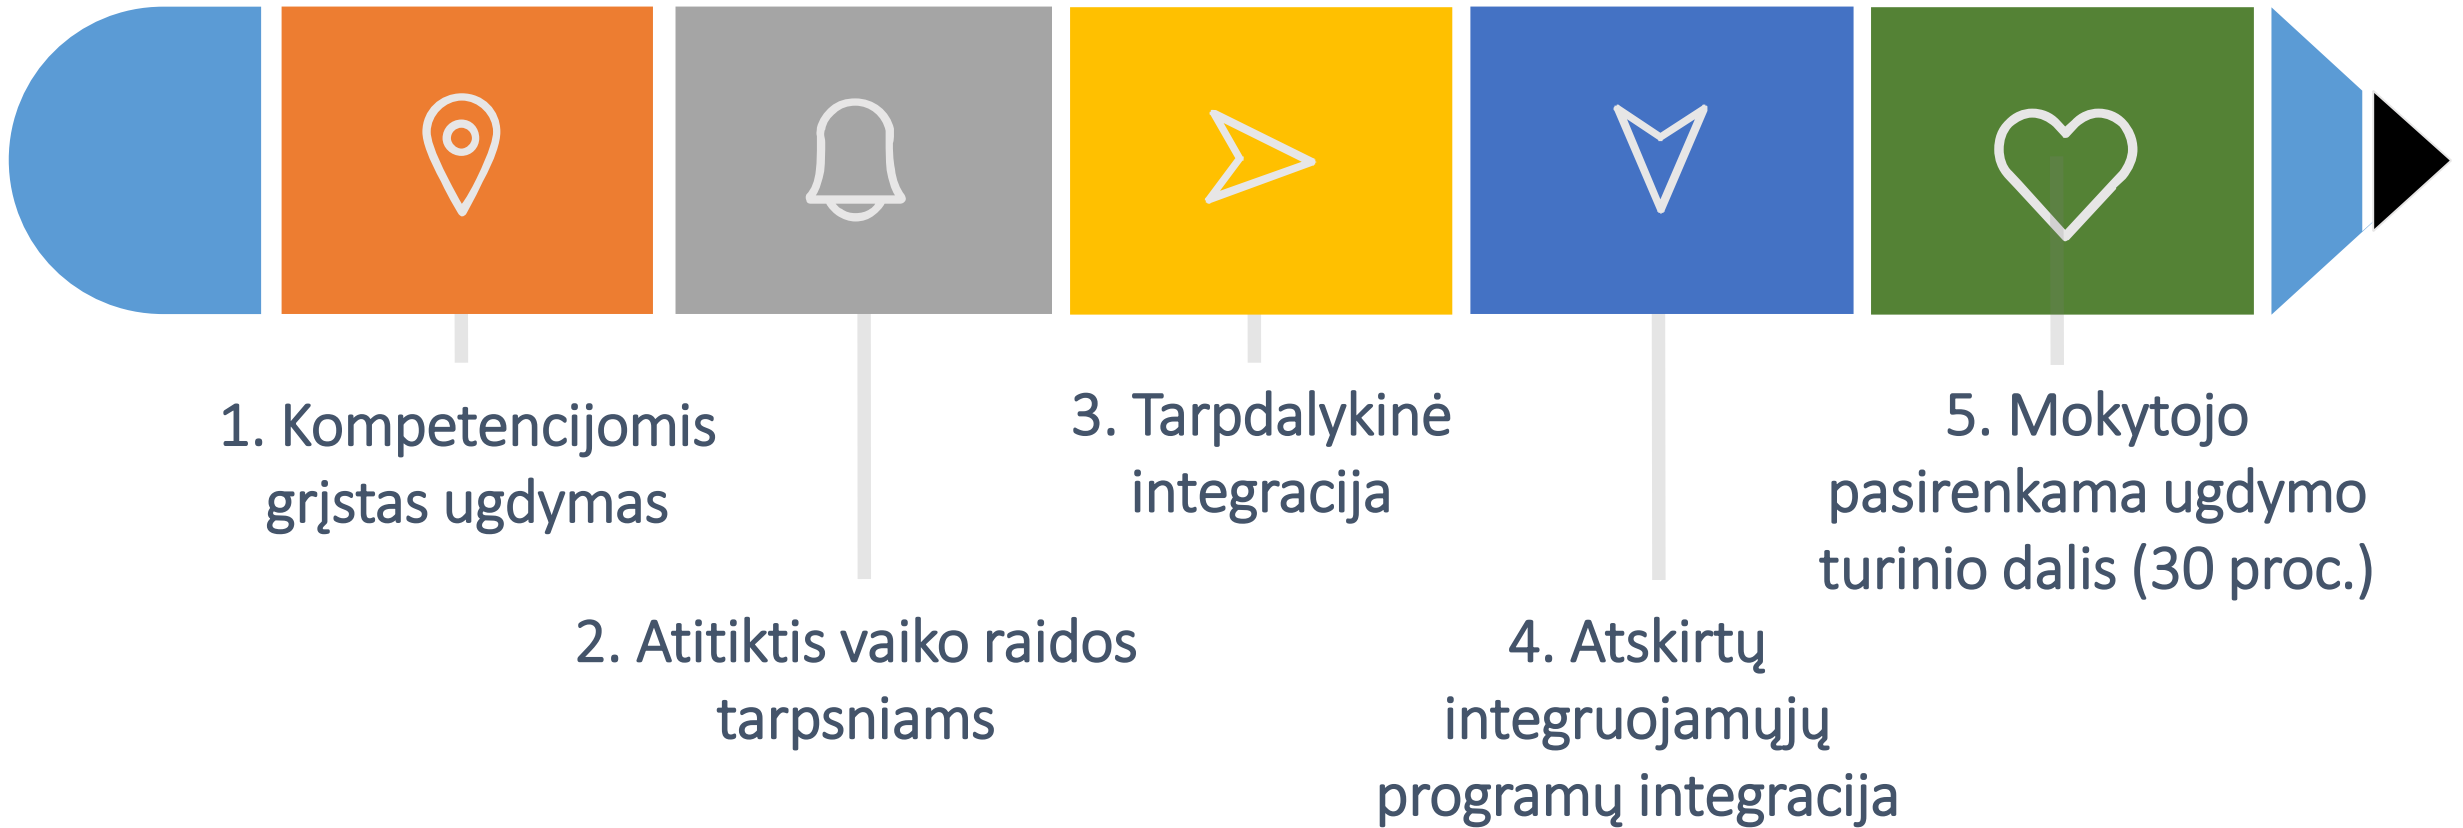 1. Kompetencijomis
grįstas ugdymas
2. Atitiktis vaiko raidos
tarpsniams
3. Tarpdalykinė
integracija
4. Atskirtų
integruojamųjų
programų integracija
5. Mokytojo
pasirenkama ugdymo
turinio dalis (30 proc.)